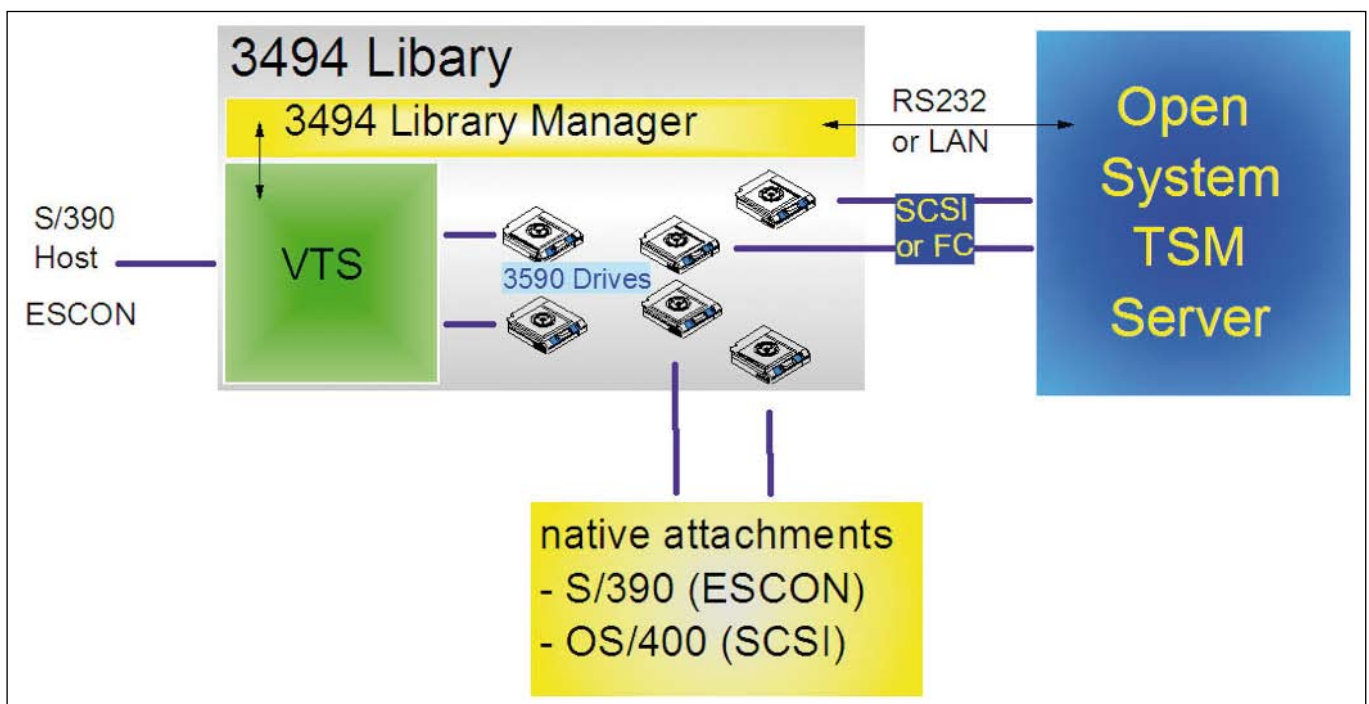 3494 Libary
3494 Library Manager
RS232
or LAN
Open
System
TSM
Server
S/390
Host
ESCON
VTS
3590 Drives
SCSI
or FC
native attachments
- S/390 (ESCON)
- OS/400 (SCSI)